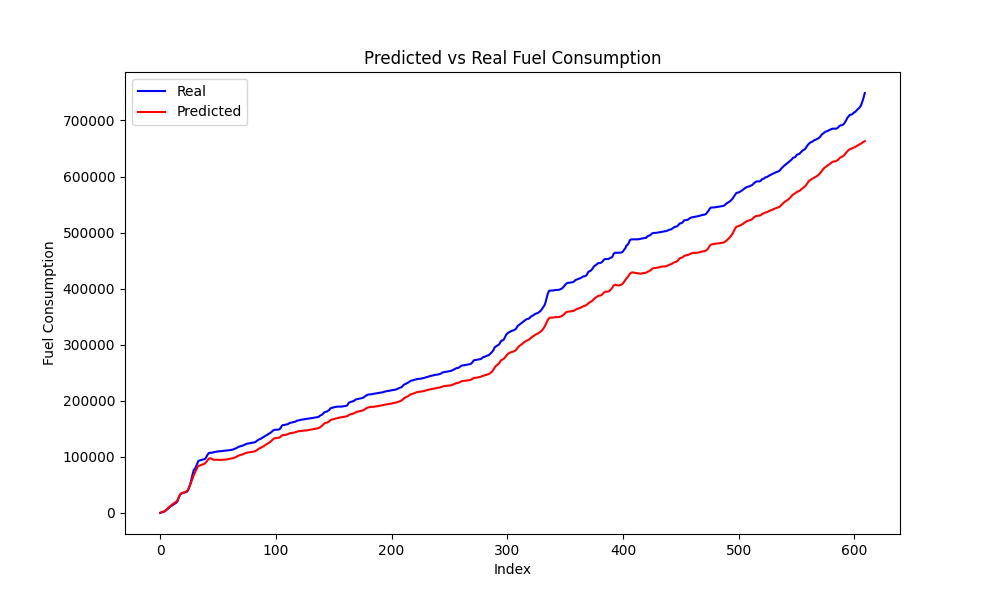 Predicted vs Real Fuel Consumption
Real
Predicted
Fuel Consumption
700000
600000
500000
400000
300000
200000
100000
0
0 100 200 300 400 500 600
Index